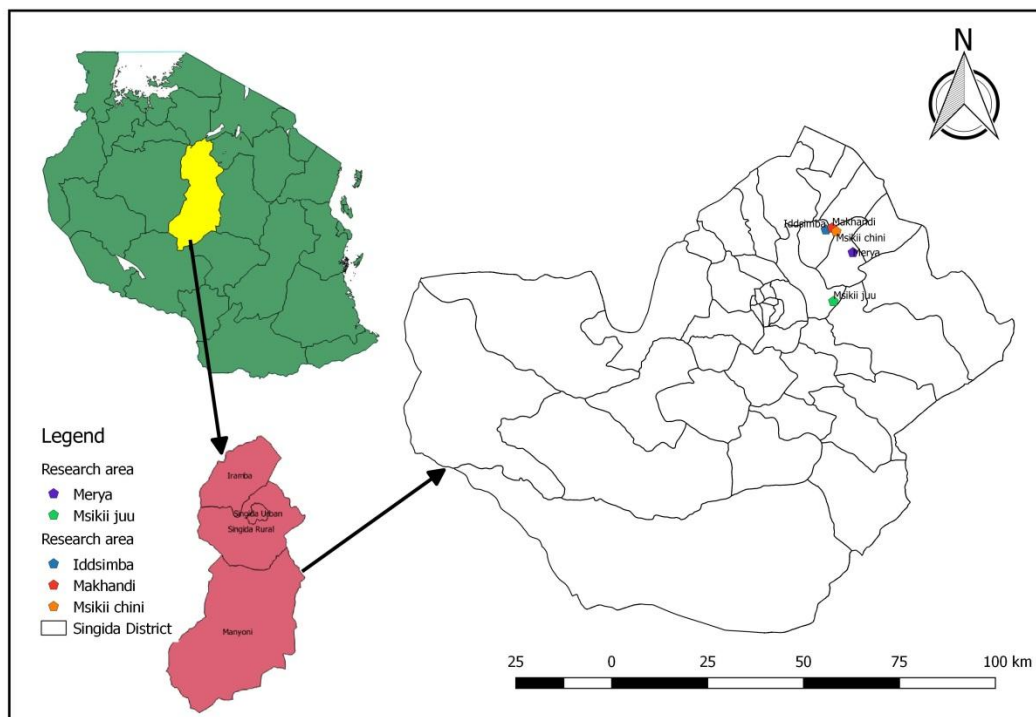 N
Iddsimba
Makhandi
Msikii chini
Merya
Msikii juu
Legend
Research area
Merya
Msikii juu
Research area
Iddsimba
Makhandi
Msikii chini
Singida District
Iramba
Singida Urban
Singida Rural
Manyoni
25 0 25 50 75 100 km